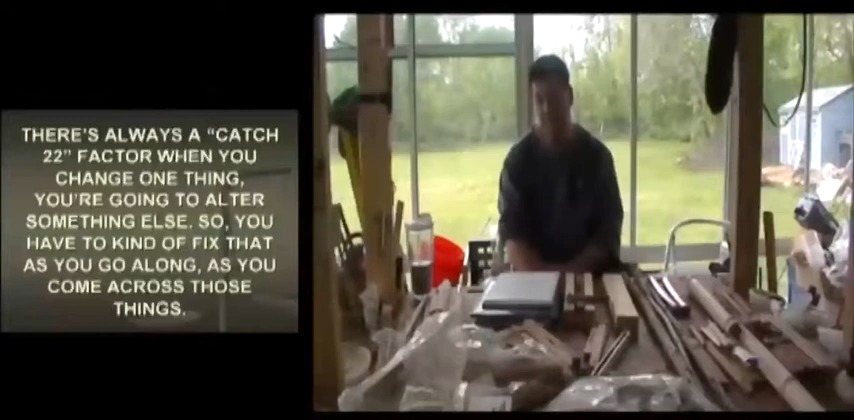 THERE'S ALWAYS A "CATCH
22" FACTOR WHEN YOU
CHANGE ONE THING,
YOU'RE GOING TO ALTER
SOMETHING ELSE. SO, YOU
HAVE TO KIND OF FIX THAT
AS YOU GO ALONG, AS YOU
COME ACROSS THOSE
THINGS.